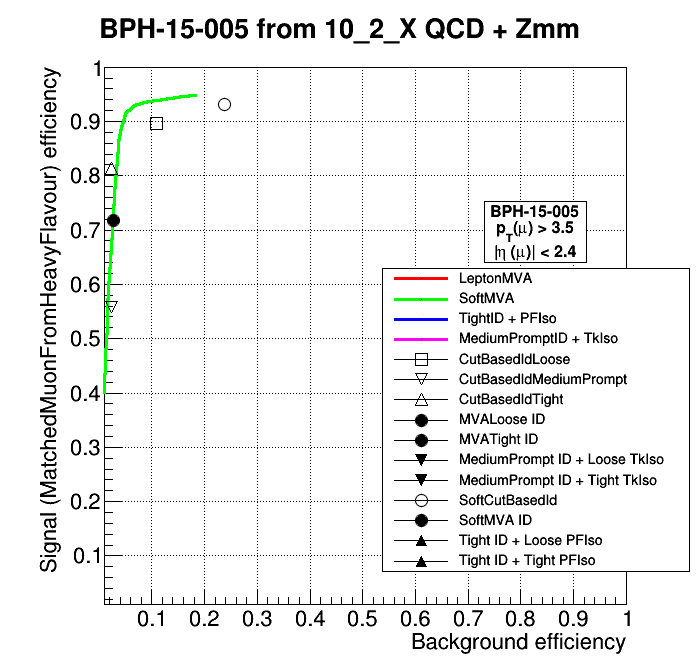 BPH-15-005 from 10_2_X QCD + Zmm
Signal (MatchedMuonFromHeavyFlavour) efficiency
1
0.9
0.8
0.7
0.6
0.5
0.4
0.3
0.2
0.1
BPH-15-005
pT(μ) > 3.5
|η (μ)| < 2.4
LeptonMVA
SoftMVA
TightID + PFIso
MediumPromptID + TkIso
CutBasedIdLoose
CutBasedIdMediumPrompt
CutBasedIdTight
MVALoose ID
MVATight ID
MediumPrompt ID + Loose TkIso
MediumPrompt ID + Tight TkIso
SoftCutBasedId
SoftMVA ID
Tight ID + Loose PFIso
Tight ID + Tight PFIso
0.1 0.2 0.3 0.4 0.5 0.6 0.7 0.8 0.9 1
Background efficiency